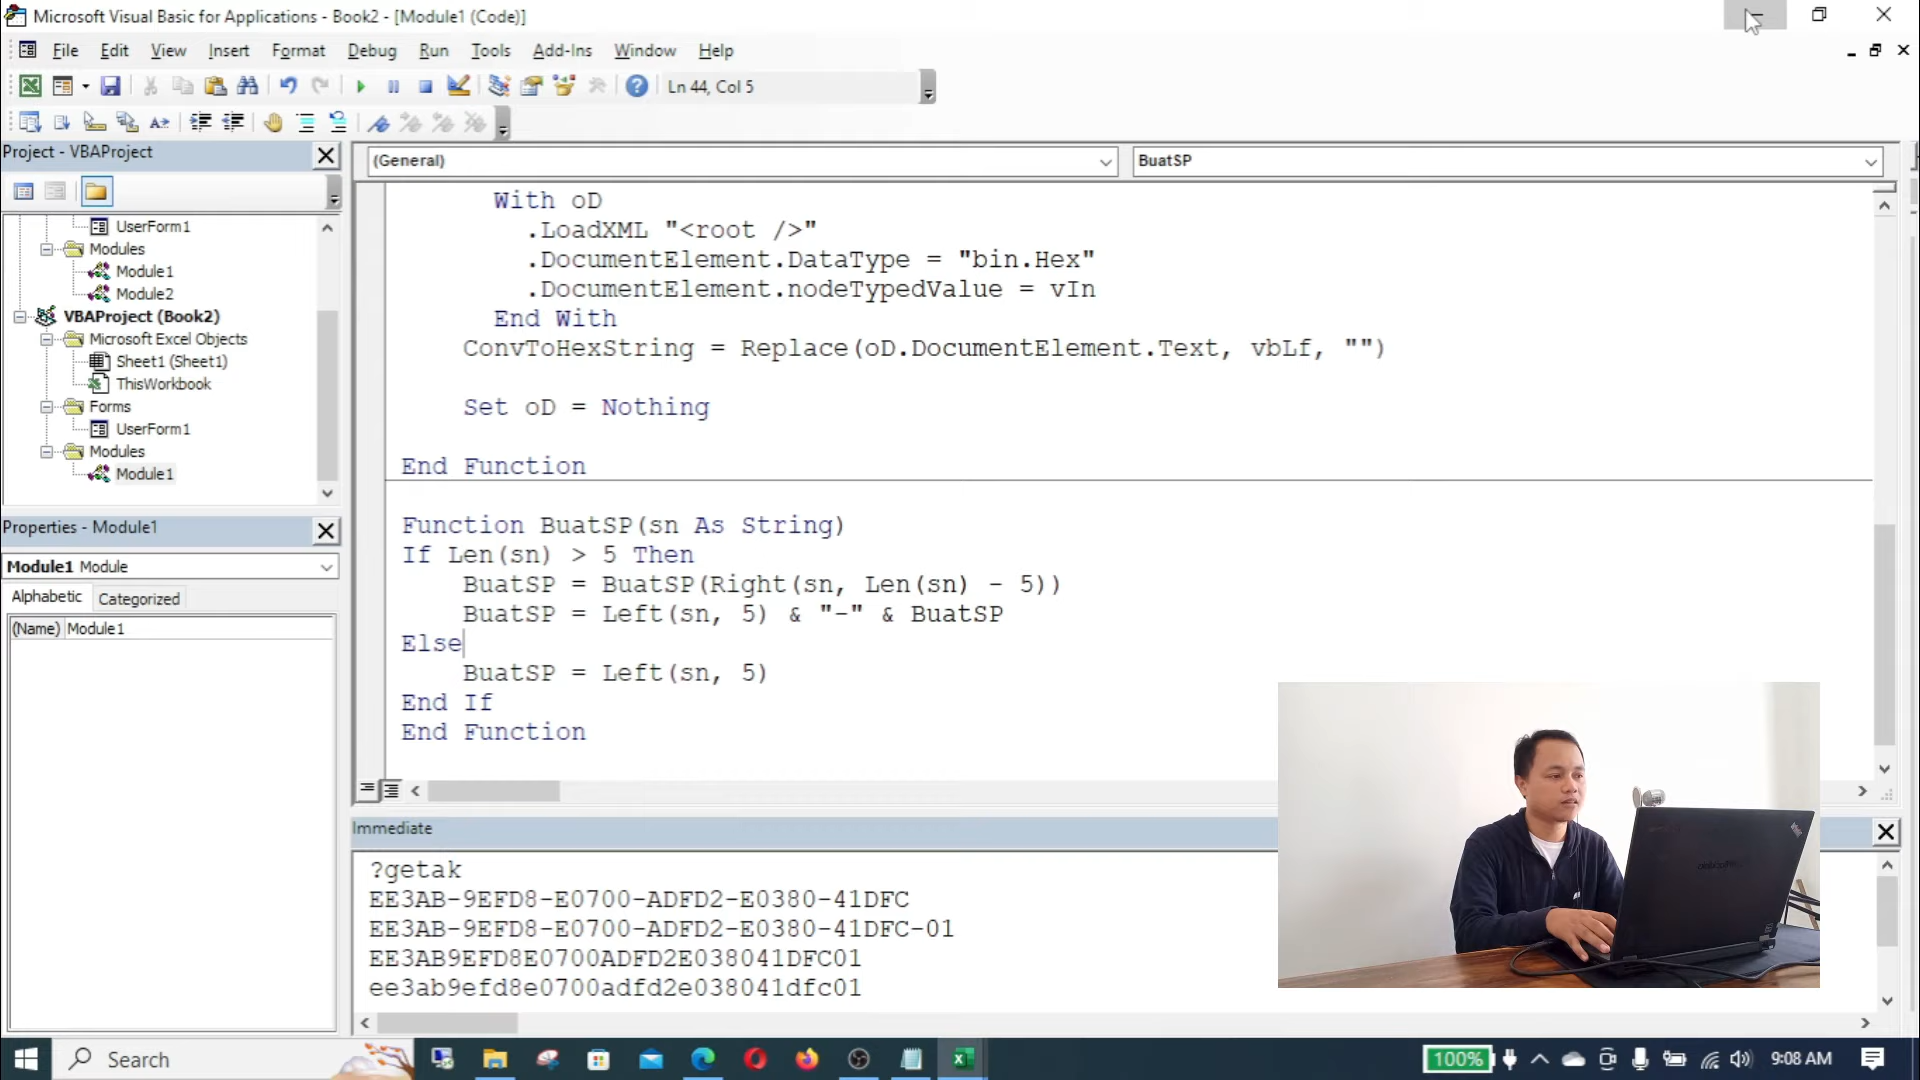 Microsoft Visual Basic for Applications - Book2 - [Module1 (Code)]
File Edit View Insert Format Debug Run Tools Add-Ins Window Help
Ln 44, Col 5
Project - VBAProject
UserForm1
Modules
Module1
Module2
VBAProject (Book2)
Microsoft Excel Objects
Sheet1 (Sheet1)
ThisWorkbook
Forms
UserForm1
Modules
Module1
Properties - Module1
Module1 Module
Alphabetic Categorized
(Name) Module1
(General) BuatSP
With oD
.LoadXML "<root />"
.DocumentElement.DataType = "bin.Hex"
.DocumentElement.nodeTypedValue = vIn
End With
ConvToHexString = Replace(oD.DocumentElement.Text, vbLf, "")
Set oD = Nothing
End Function
Function BuatSP(sn As String)
If Len(sn) > 5 Then
BuatSP = BuatSP(Right(sn, Len(sn) - 5))
BuatSP = Left(sn, 5) & "-" & BuatSP
Else
BuatSP = Left(sn, 5)
End If
End Function
Immediate
?getak
EE3AB-9EFD8-E0700-ADFD2-E0380-41DFC
EE3AB-9EFD8-E0700-ADFD2-E0380-41DFC-01
EE3AB9EFD8E0700ADFD2E038041DFC01
ee3ab9efd8e0700adfd2e038041dfc01
Search
100%
9:08 AM